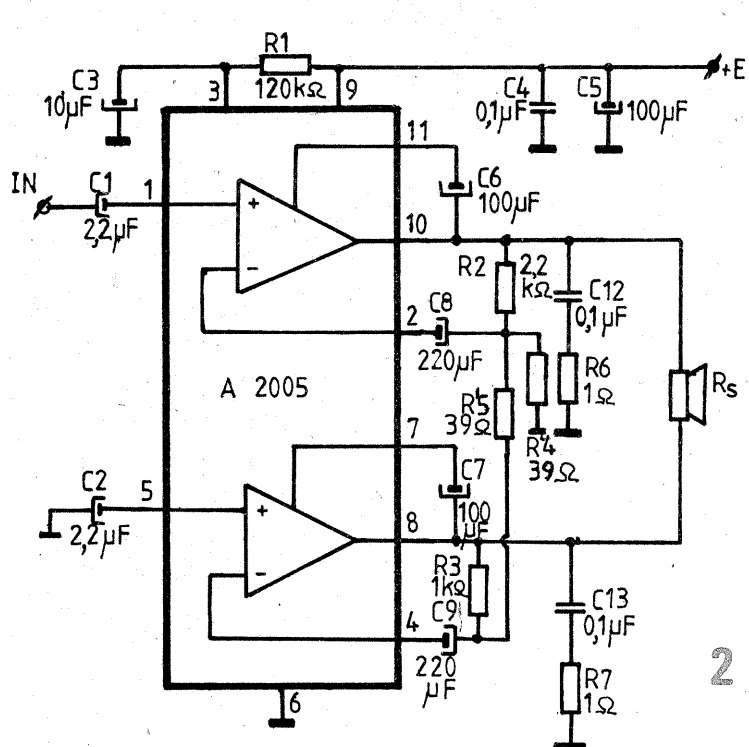 R1
C3
10µF
3
120kΩ
9
C4
0,1µF
C5
100µF
+E
11
IN
C1
1
2,2µF
+
−
C6
100µF
10
R2
2,2
kΩ
C12
0,1µF
2
C8
220µF
R6
1Ω
Rs
A 2005
R5
39Ω
R4
39Ω
7
C2
5
2,2µF
+
−
C7
100
µF
8
R3
1kΩ
C9
4
220
µF
C13
0,1µF
R7
1Ω
6
2